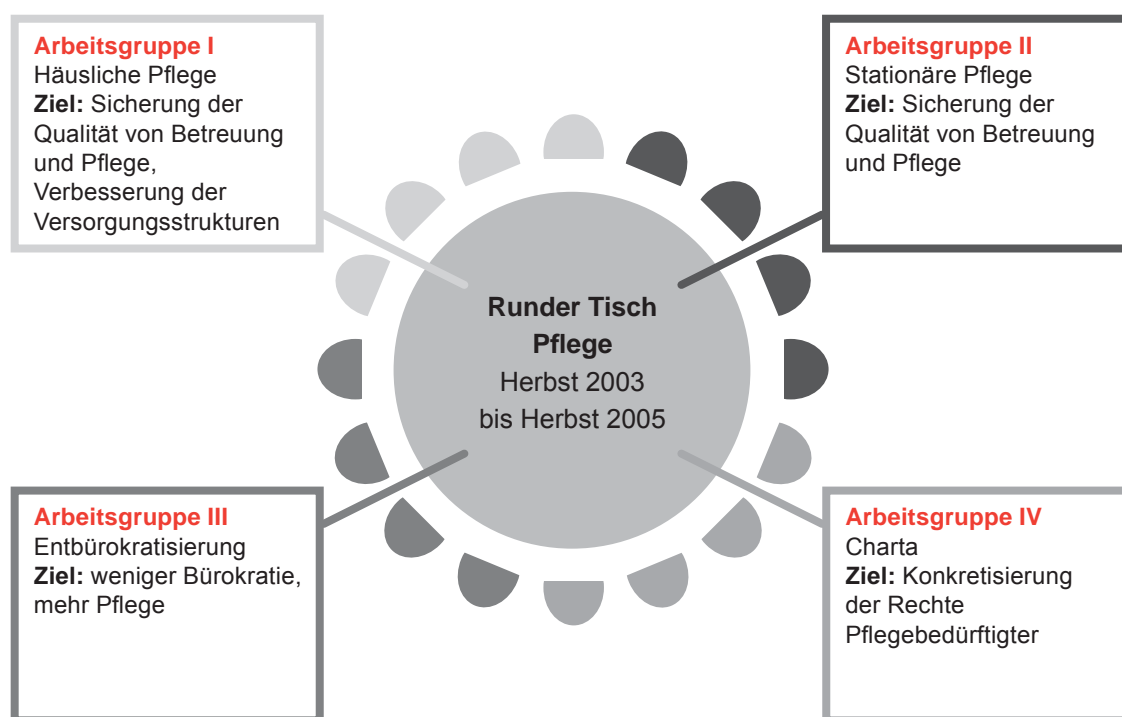 Arbeitsgruppe I
Häusliche Pflege
Ziel: Sicherung der
Qualität von Betreuung
und Pflege,
Verbesserung der
Versorgungsstrukturen
Arbeitsgruppe II
Stationäre Pflege
Ziel: Sicherung der
Qualität von Betreuung
und Pflege
Runder Tisch
Pflege
Herbst 2003
bis Herbst 2005
Arbeitsgruppe III
Entbürokratisierung
Ziel: weniger Bürokratie,
mehr Pflege
Arbeitsgruppe IV
Charta
Ziel: Konkretisierung
der Rechte
Pflegebedürftigter